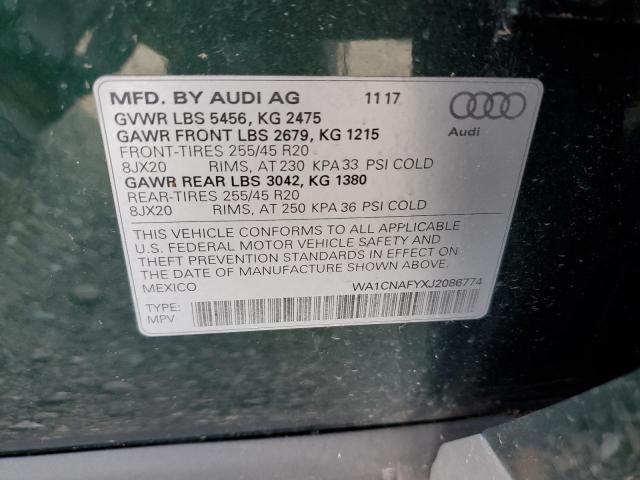 MFD. BY AUDI AG 11 17
GVWR LBS 5456, KG 2475
GAWR FRONT LBS 2679, KG 1215
FRONT-TIRES 255/45 R20
8JX20 RIMS, AT 230 KPA 33 PSI COLD
GAWR REAR LBS 3042, KG 1380
REAR-TIRES 255/45 R20
8JX20 RIMS, AT 250 KPA 36 PSI COLD
Audi
THIS VEHICLE CONFORMS TO ALL APPLICABLE
U.S. FEDERAL MOTOR VEHICLE SAFETY AND
THEFT PREVENTION STANDARDS IN EFFECT ON
THE DATE OF MANUFACTURE SHOWN ABOVE.
MEXICO WA1CNAFYXJ2086774
TYPE:
MPV